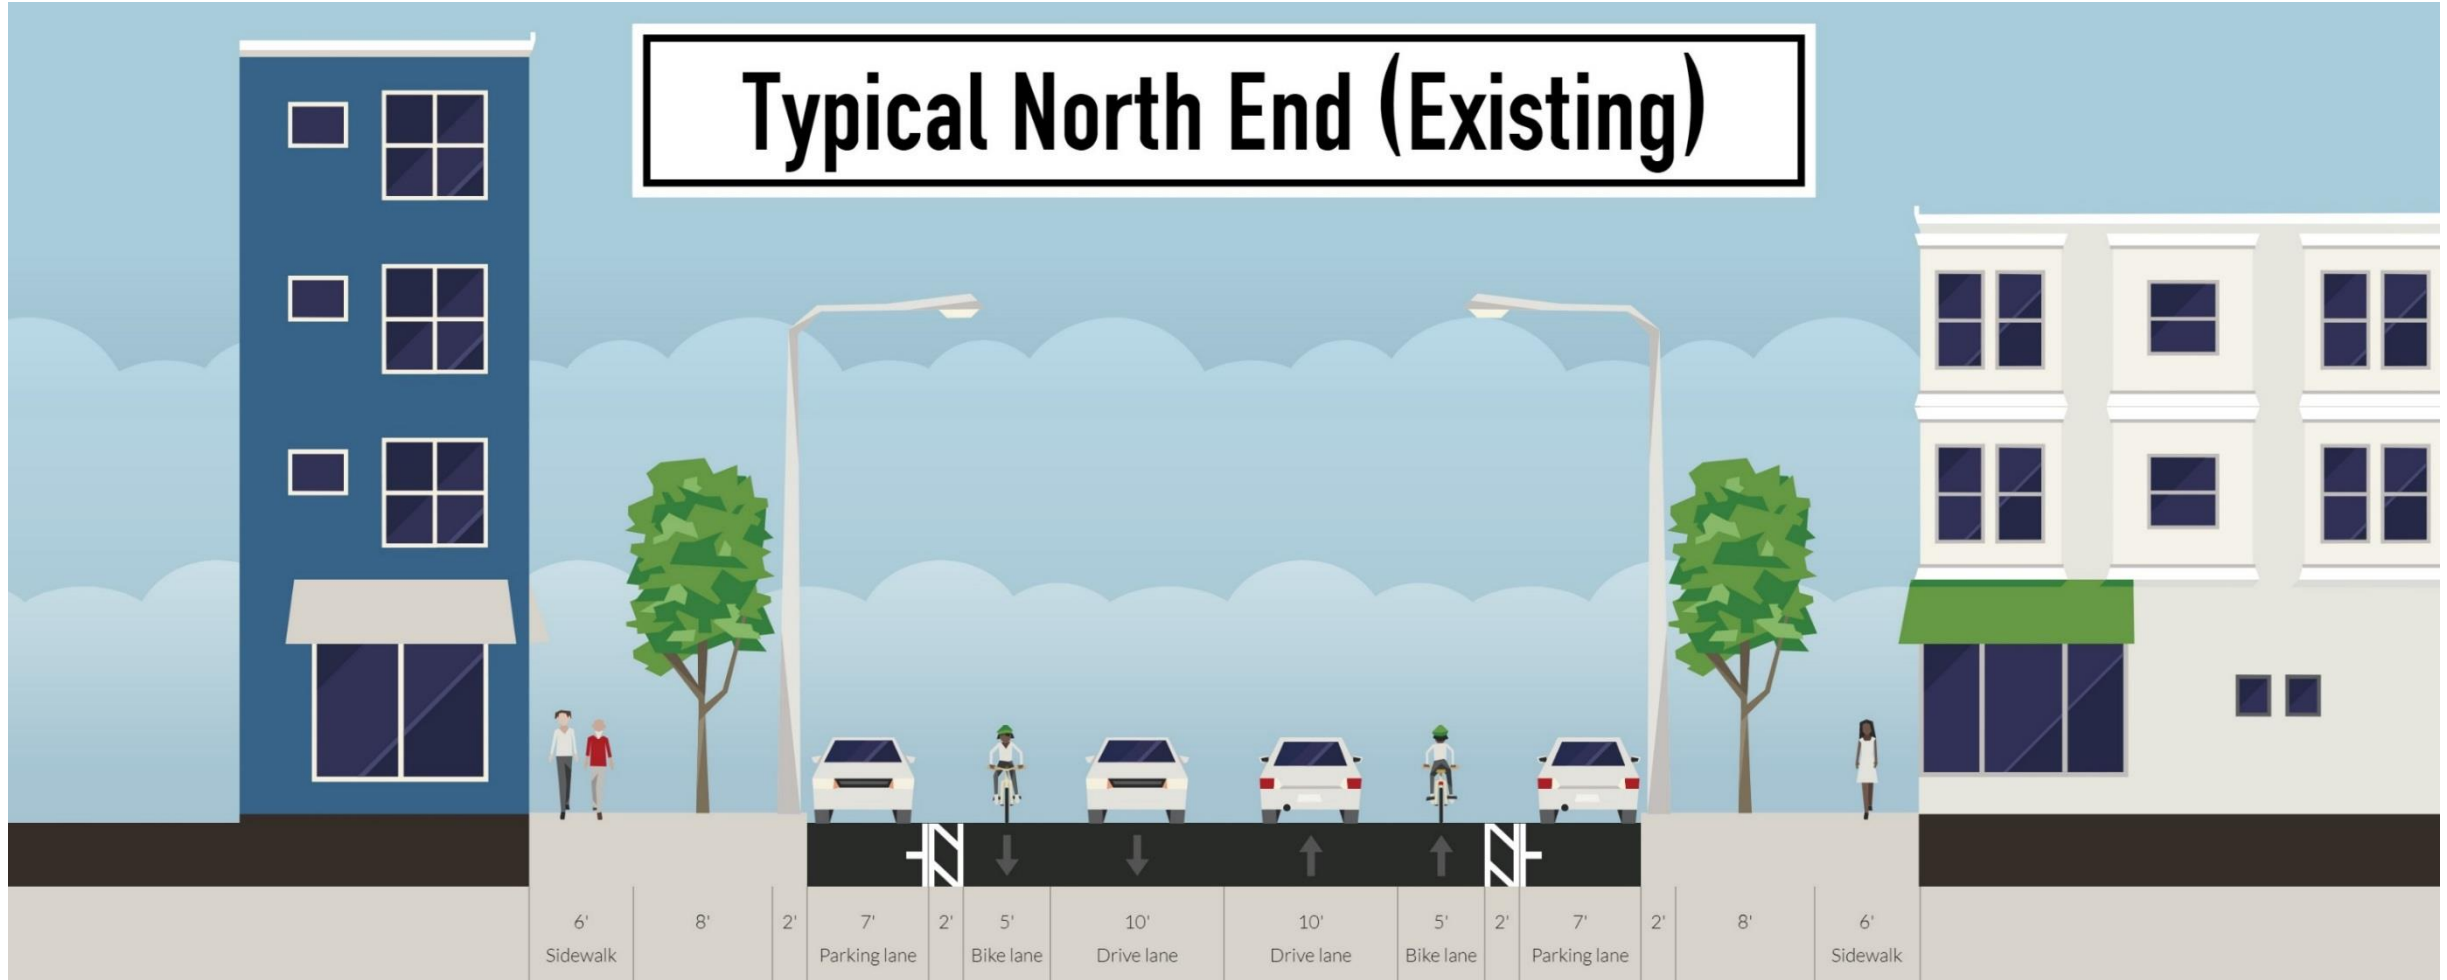 Typical North End (Existing)
6' 8' 2' 7' 2' 5' 10' 10' 5' 2' 7' 2' 8' 6'
Sidewalk Parking lane Bike lane Drive lane Drive lane Bike lane Parking lane Sidewalk